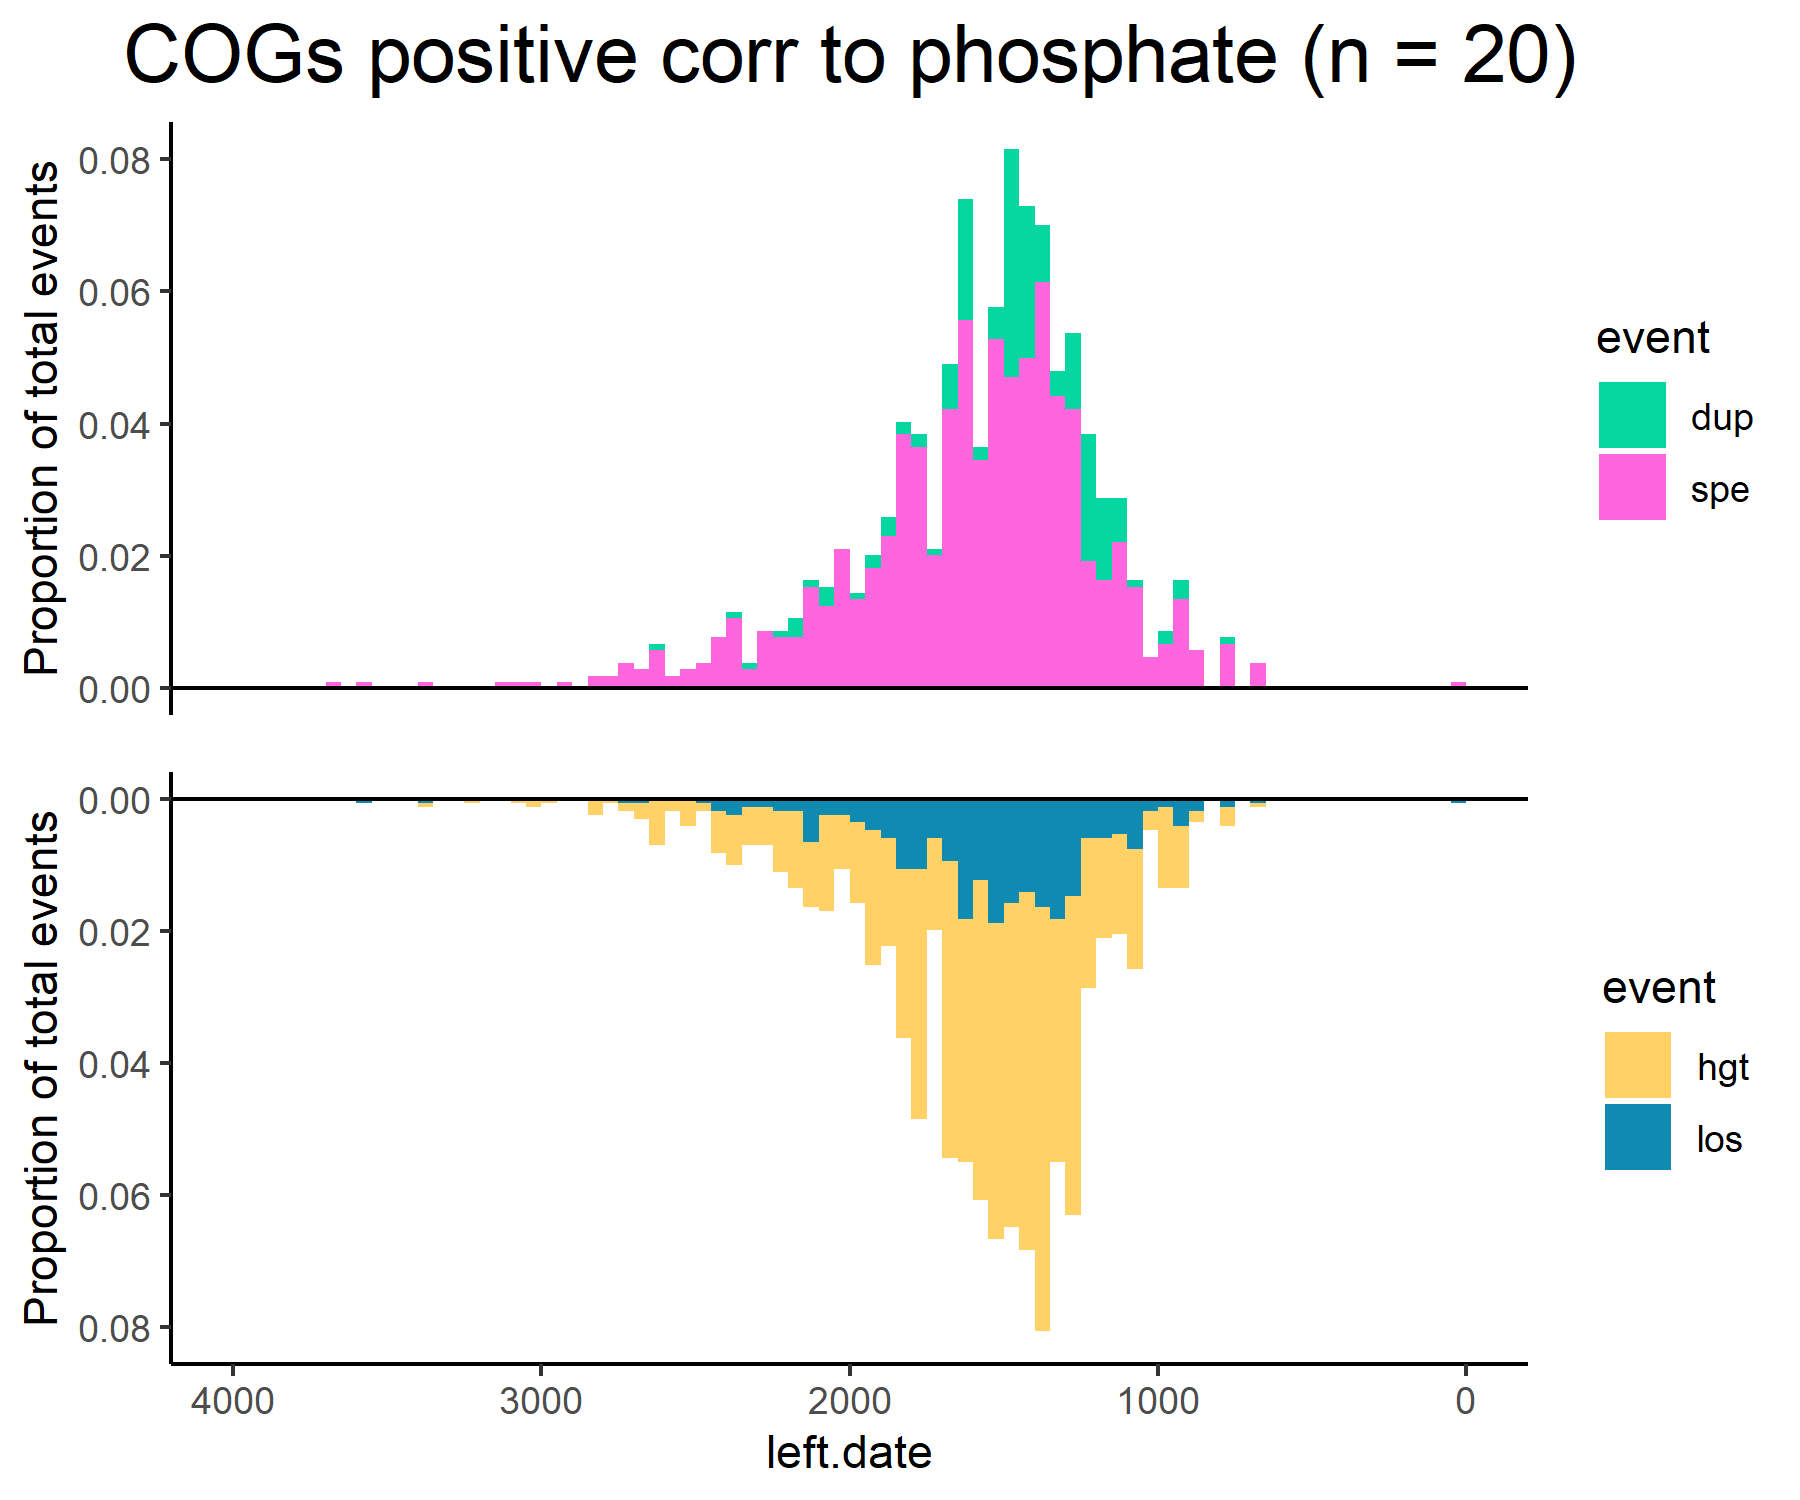 COGs positive corr to phosphate (n = 20)
Proportion of total events
0.08
0.06
0.04
0.02
0.00
event
dup
spe
Proportion of total events
0.00
0.02
0.04
0.06
0.08
event
hgt
los
4000 3000 2000 1000 0
left.date